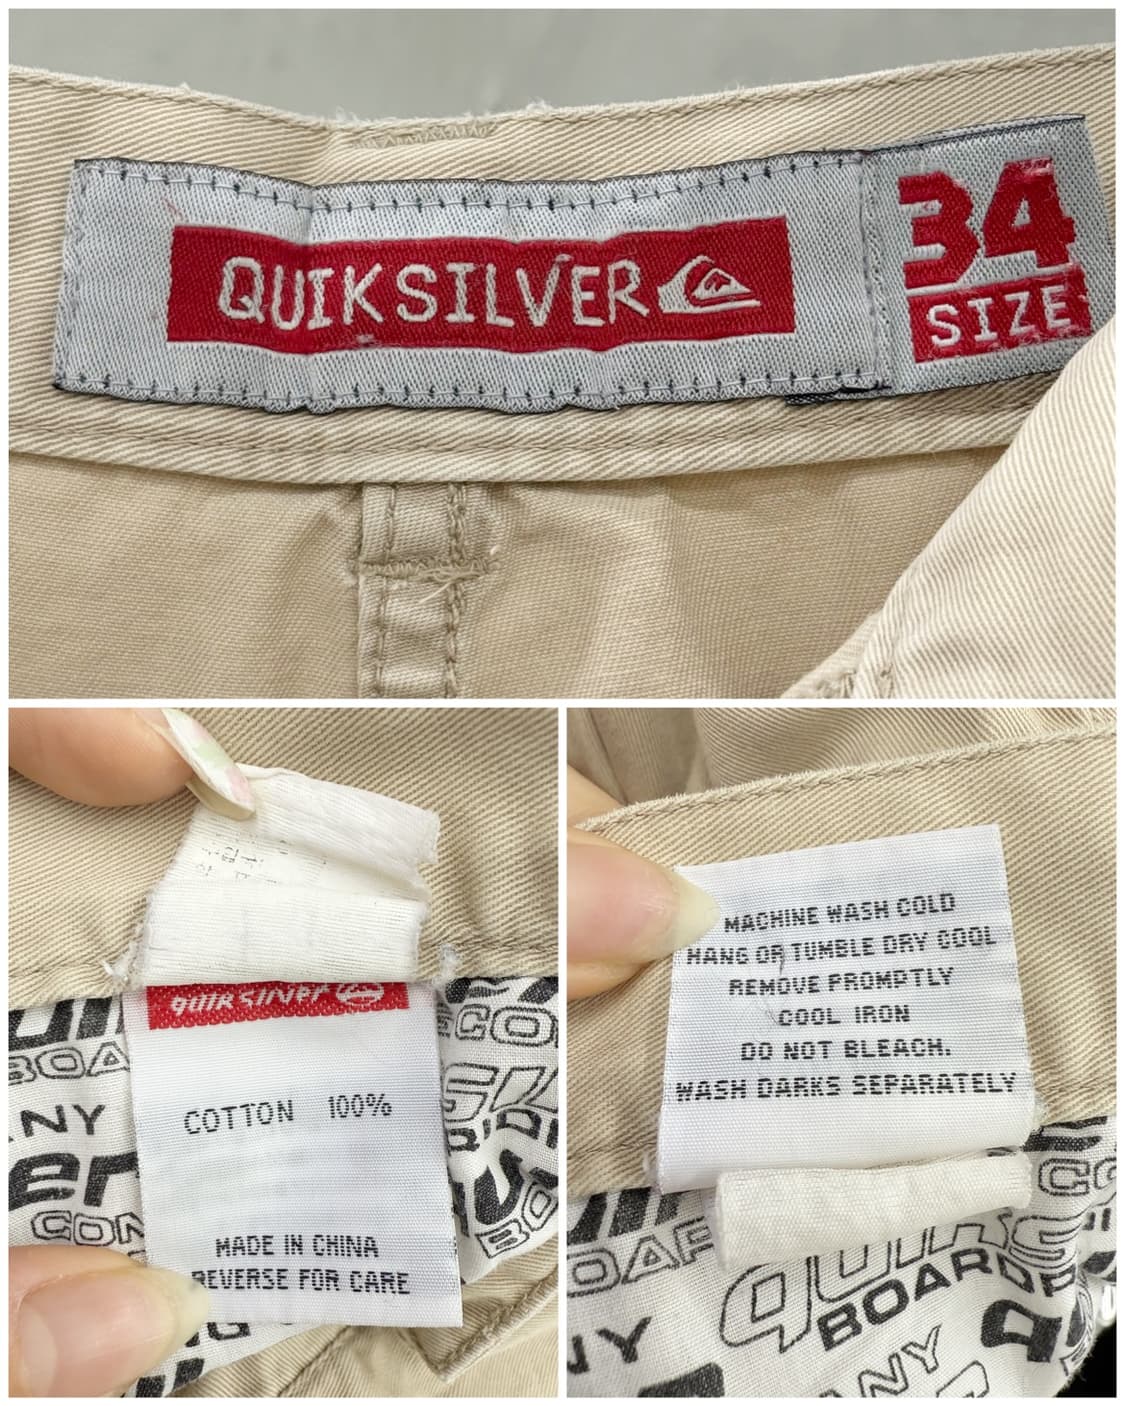 QUIKSILVER
34
SIZE
QUIKSILVER
COTTON 100%
MADE IN CHINA
REVERSE FOR CARE
MACHINE WASH COLD
HANG OR TUMBLE DRY COOL
REMOVE PROMPTLY
COOL IRON
DO NOT BLEACH.
WASH DARKS SEPARATELY
BOARD